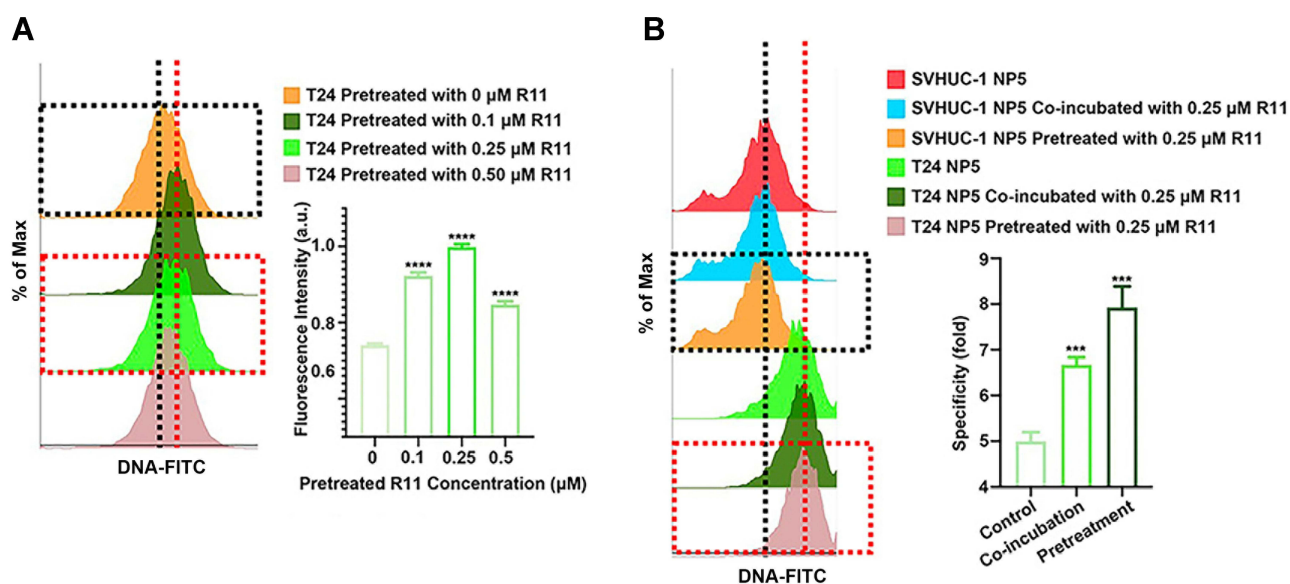 A
% of Max
DNA-FITC
T24 Pretreated with 0 µM R11
T24 Pretreated with 0.1 µM R11
T24 Pretreated with 0.25 µM R11
T24 Pretreated with 0.50 µM R11
Fluorescence Intensity (a.u.)
1.0
0.8
0.6
****
****
****
0
0.1
0.25
0.5
Pretreated R11 Concentration (µM)
B
% of Max
DNA-FITC
SVHUC-1 NP5
SVHUC-1 NP5 Co-incubated with 0.25 µM R11
SVHUC-1 NP5 Pretreated with 0.25 µM R11
T24 NP5
T24 NP5 Co-incubated with 0.25 µM R11
T24 NP5 Pretreated with 0.25 µM R11
Specificity (fold)
9
8
7
6
5
4
***
***
Control
Co-incubation
Pretreatment